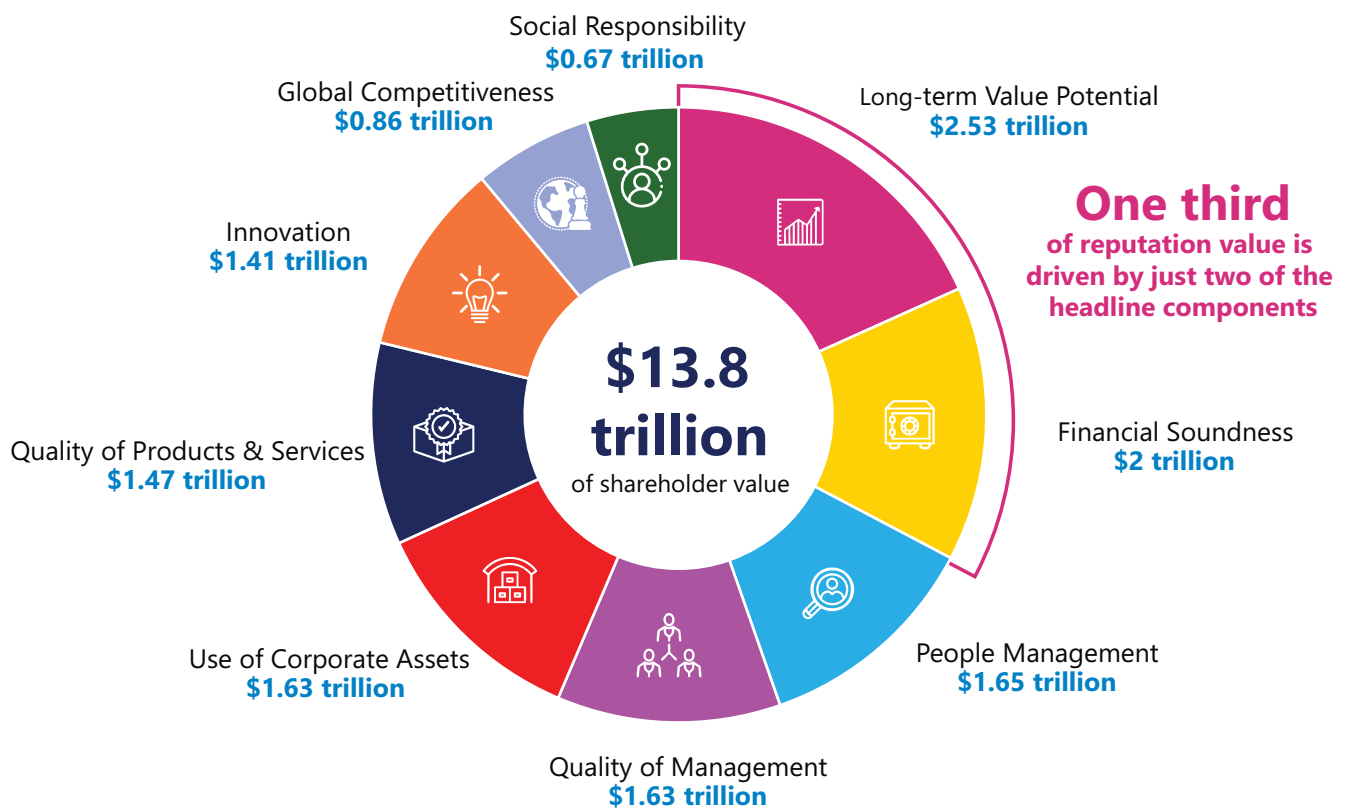 Social Responsibility
$0.67 trillion
Global Competitiveness
$0.86 trillion
Long-term Value Potential
$2.53 trillion
One third
of reputation value is
driven by just two of the
headline components
Innovation
$1.41 trillion
$13.8
trillion
of shareholder value
Financial Soundness
$2 trillion
Quality of Products & Services
$1.47 trillion
People Management
$1.65 trillion
Use of Corporate Assets
$1.63 trillion
Quality of Management
$1.63 trillion